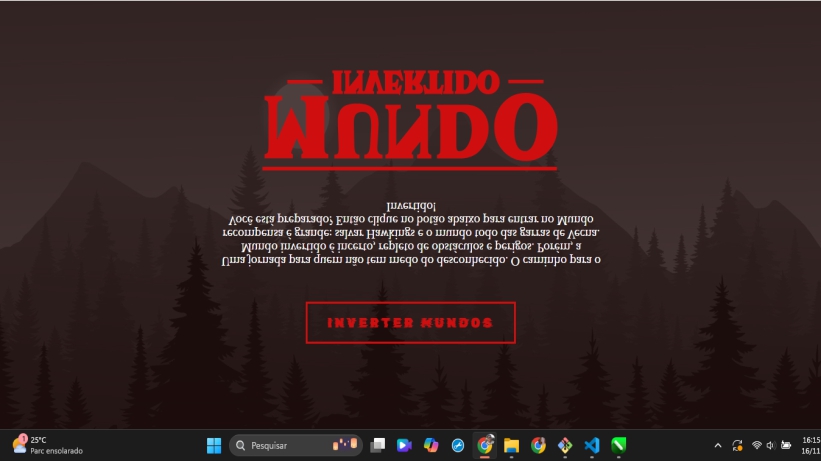 MUNDO
INVERTIDO
Uma jornada para quem não tem medo do desconhecido. O caminho para o
Mundo Invertido é incerto, repleto de obstáculos e perigos. Porém, a
recompensa é grande: salvar Hawkings e o mundo todo das garras de Vecna.
Você está preparado? Então clique no botão abaixo para entrar no Mundo
Invertido!
INVERTER MUNDOS
1
25°C
Parc ensolarado
Pesquisar
16:15
16/11